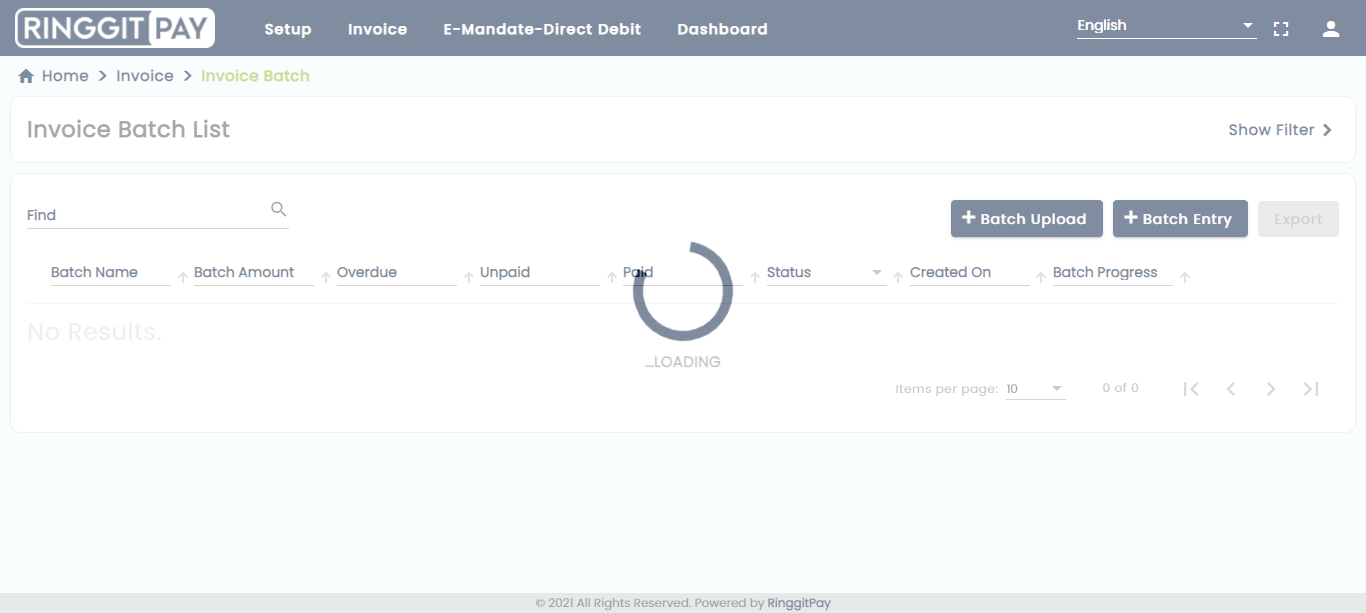 RINGGIT PAY Setup Invoice E-Mandate-Direct Debit Dashboard English
Home Invoice Invoice Batch
Invoice Batch List Show Filter
Find + Batch Upload + Batch Entry Export
Batch Name Batch Amount Overdue Unpaid Paid Status Created On Batch Progress
No Results.
...LOADING
Items per page: 10 0 of 0
© 2021 All Rights Reserved. Powered by RinggitPay